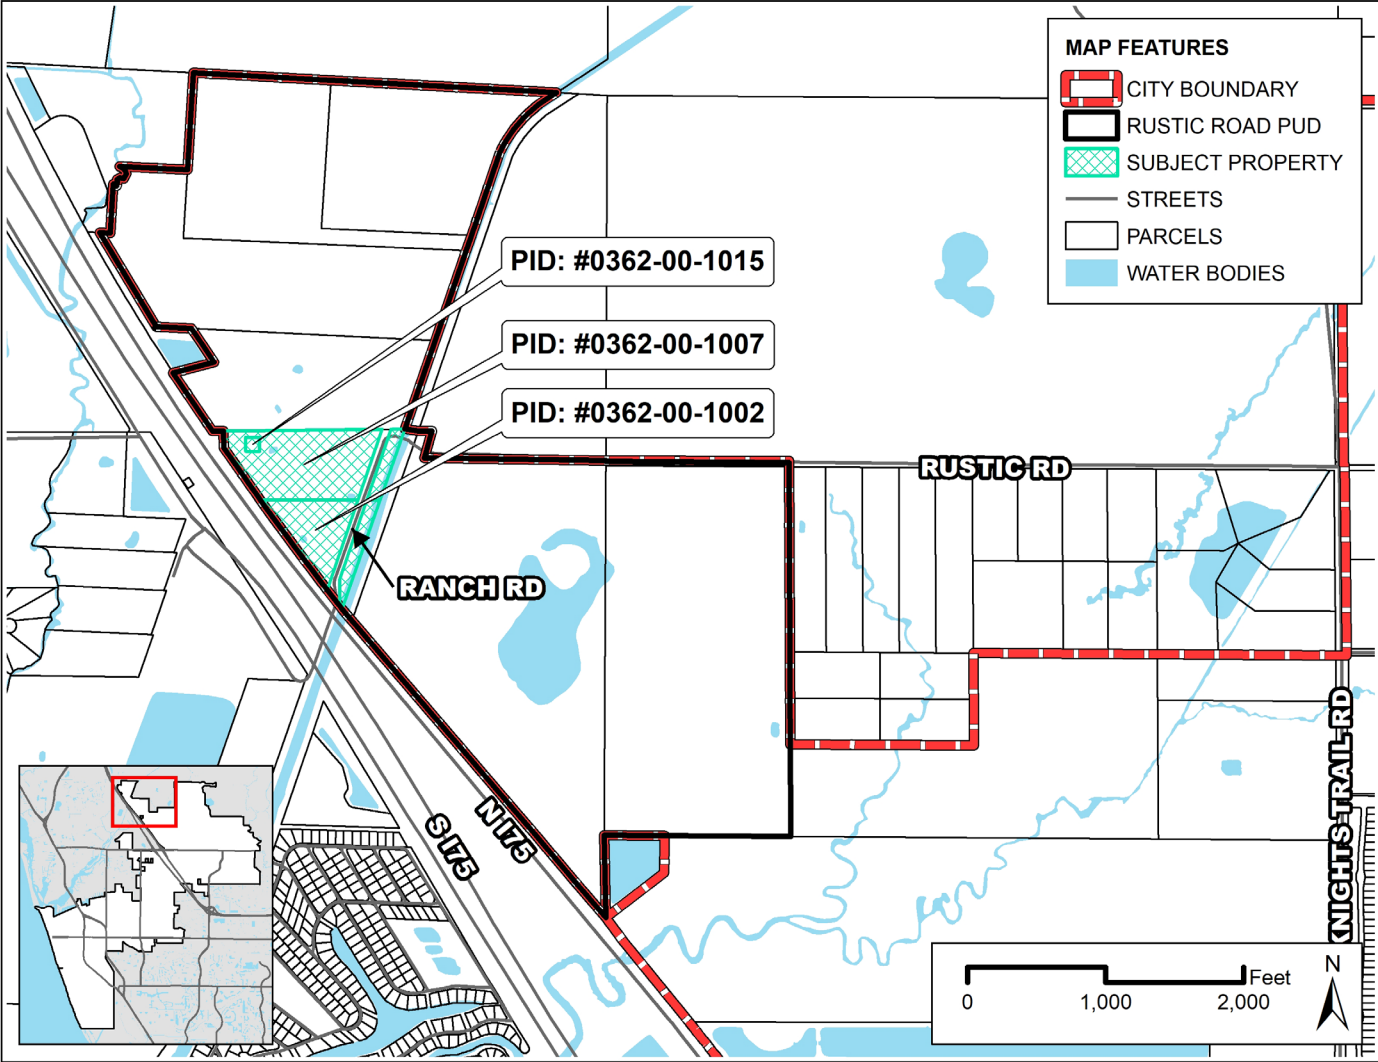 MAP FEATURES
CITY BOUNDARY
RUSTIC ROAD PUD
SUBJECT PROPERTY
STREETS
PARCELS
WATER BODIES
PID: #0362-00-1015
PID: #0362-00-1007
PID: #0362-00-1002
RUSTIC RD
RANCH RD
KNIGHTS TRAIL RD
N I75
S I75
Feet
0 1,000 2,000
N